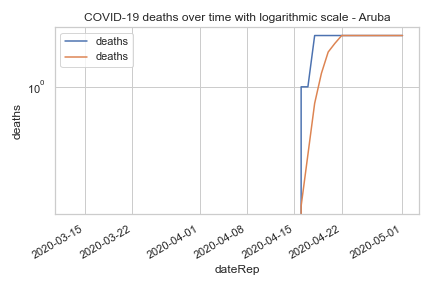 COVID-19 deaths over time with logarithmic scale - Aruba
deaths
deaths
10⁰
deaths
2020-03-15
2020-03-22
2020-04-01
2020-04-08
2020-04-15
2020-04-22
2020-05-01
dateRep